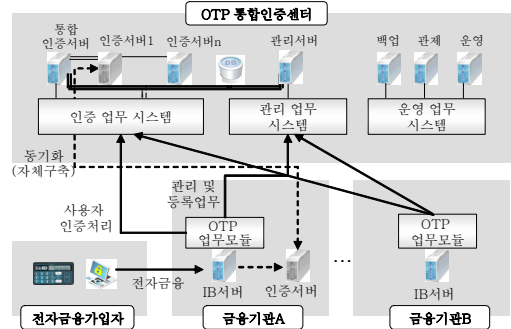 OTP 통합인증센터
통합
인증서버
인증서버1
인증서버n
관리서버
백업
관제
운영
DB
인증 업무 시스템
관리 업무
시스템
운영 업무
시스템
동기화
(자체구축)
관리 및
등록업무
사용자
인증처리
OTP
업무모듈
OTP
업무모듈
전자금융
IB서버
인증서버
...
IB서버
전자금융가입자
금융기관A
금융기관B